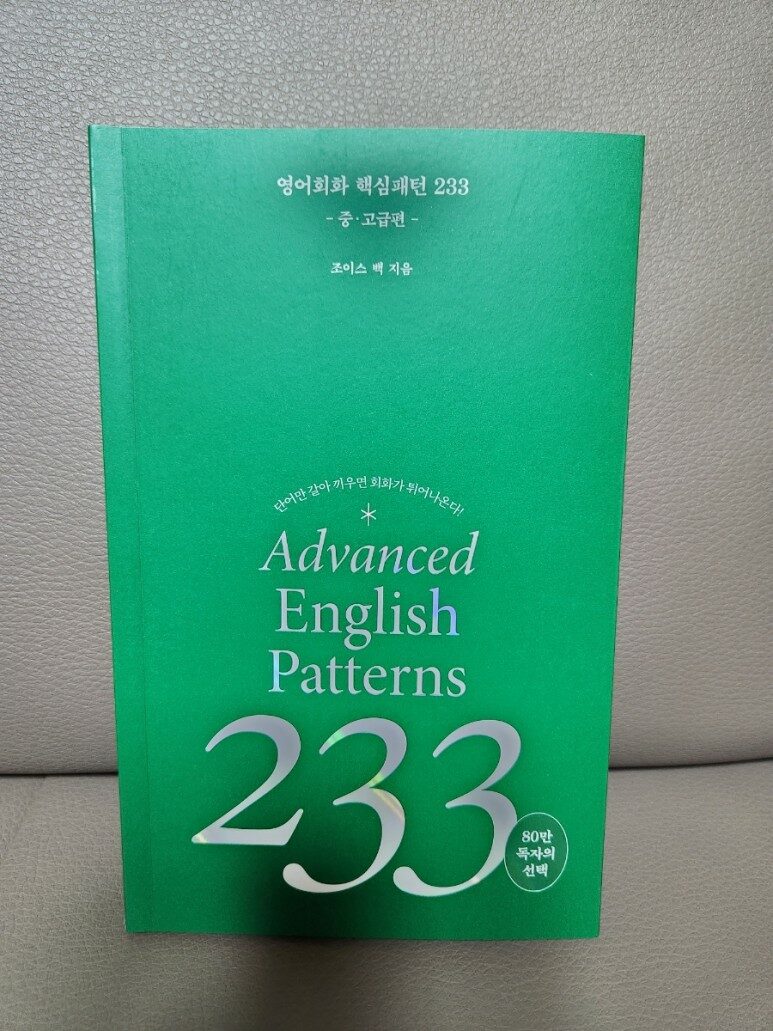 영어회화 핵심패턴 233
- 중·고급편 -
조이스 백 지음
단어만 갈아 끼우면 회화가 튀어나온다!
*
Advanced
English
Patterns
233
80만
독자의
선택